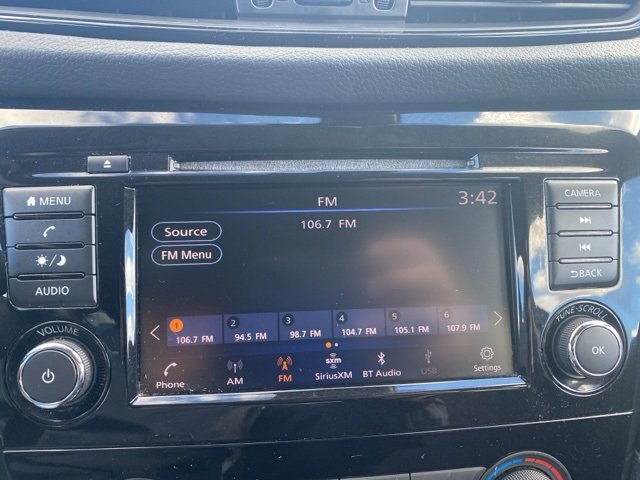 FM
3:42
106.7 FM
Source
FM Menu
1 2 3 4 5 6
106.7 FM 94.5 FM 98.7 FM 104.7 FM 105.1 FM 107.9 FM
Phone AM FM sxm SiriusXM BT Audio USB Settings
MENU
AUDIO
VOLUME
CAMERA
BACK
TUNE·SCROLL
OK